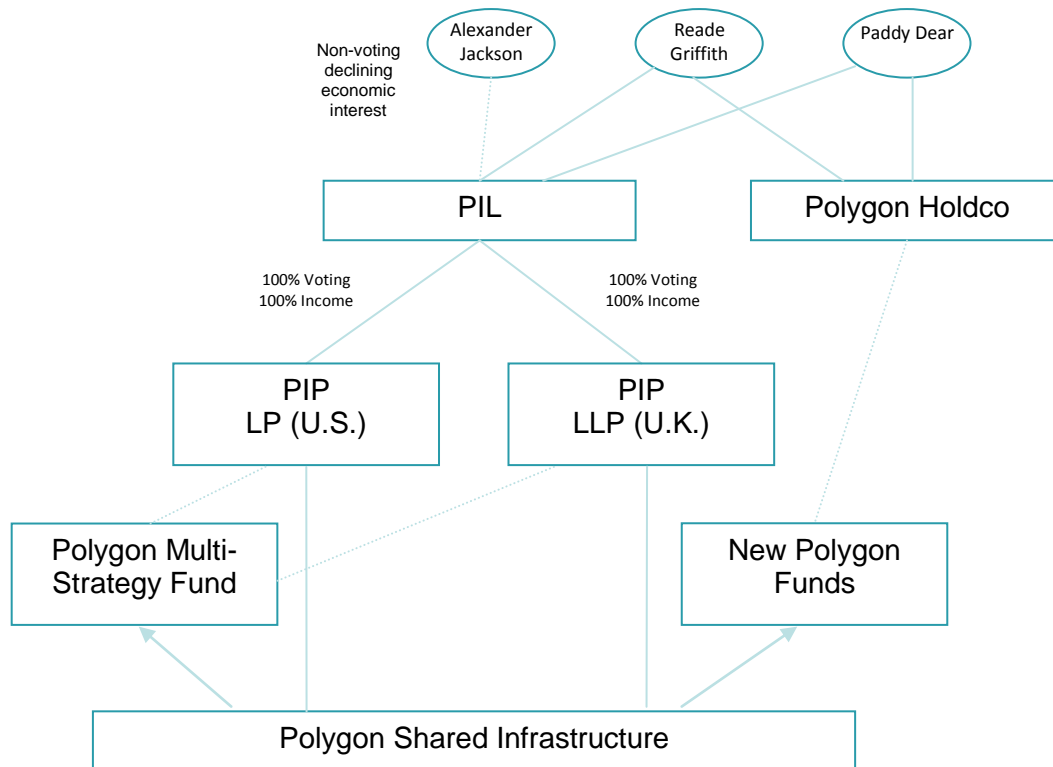 Alexander
Jackson
Reade
Griffith
Paddy Dear
Non-voting
declining
economic
interest
PIL
Polygon Holdco
100% Voting
100% Income
100% Voting
100% Income
PIP
LP (U.S.)
PIP
LLP (U.K.)
Polygon Multi-
Strategy Fund
New Polygon
Funds
Polygon Shared Infrastructure